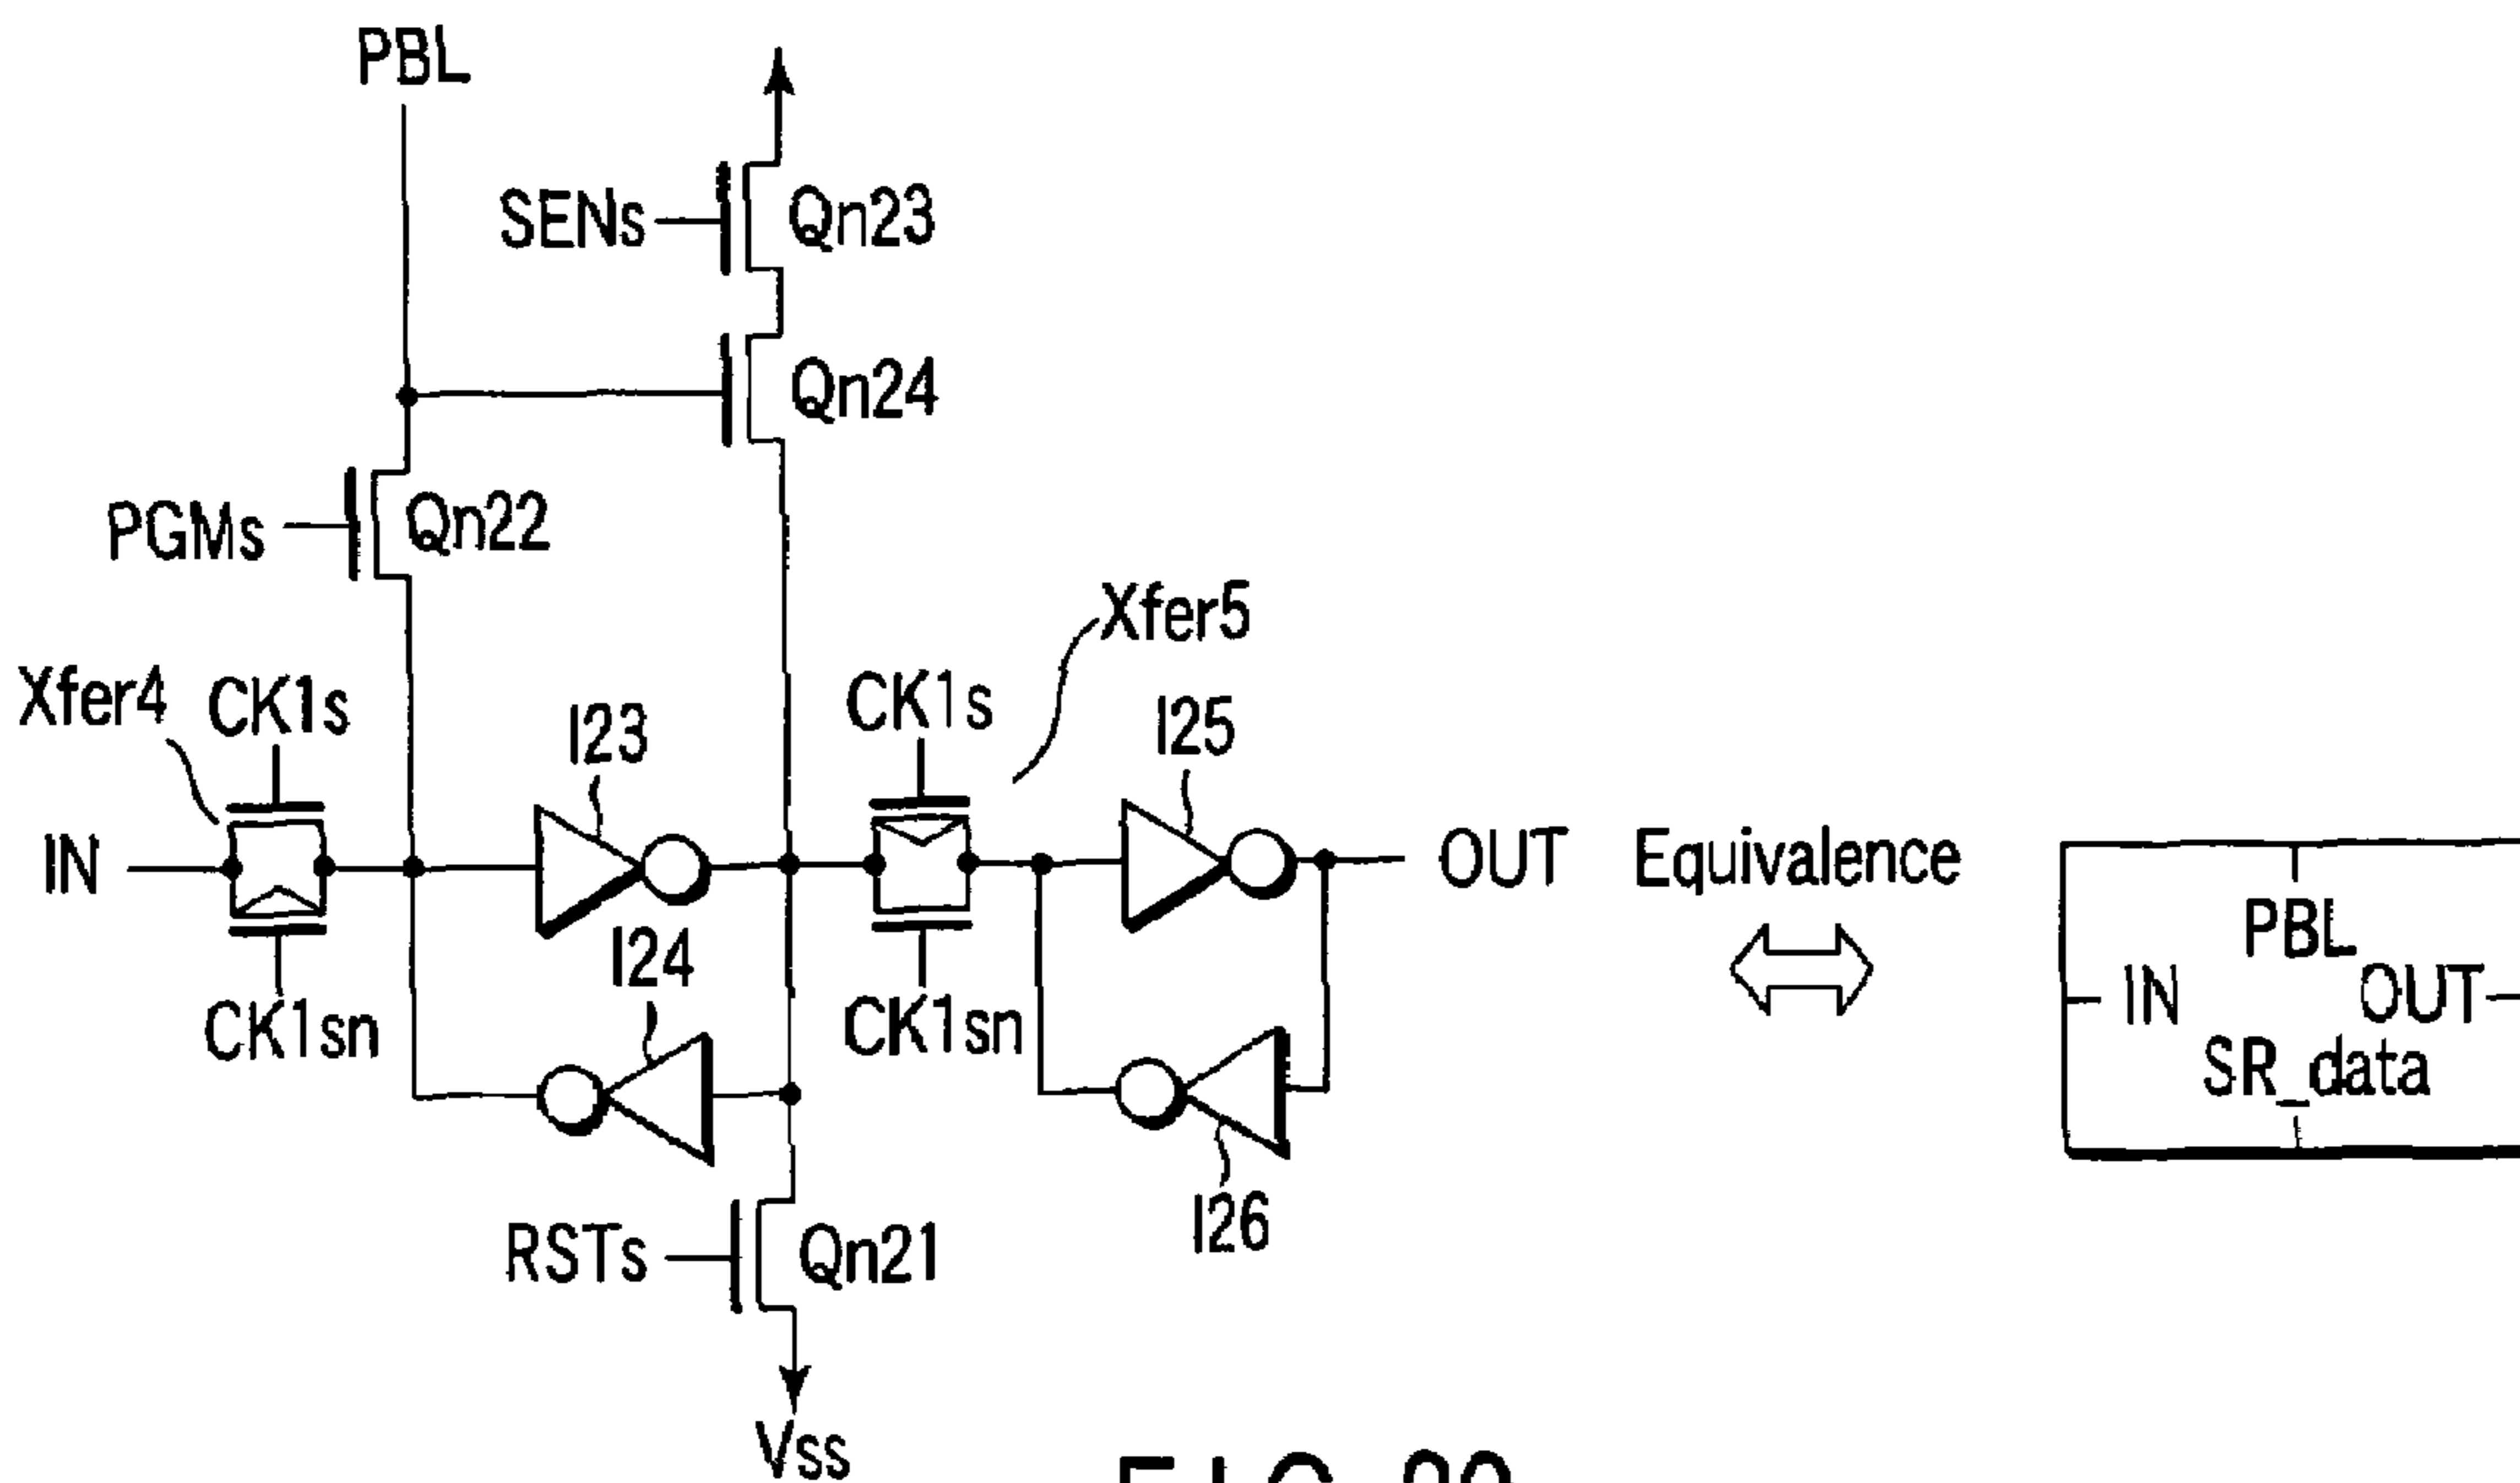 PBL
SENs
Qn23
Qn24
PGMs
Qn22
Xfer5
Xfer4
CK1s
CK1s
I23
I25
IN
OUT
Equivalence
PBL
IN
OUT
SR_data
I24
CK1sn
CK1sn
I26
RSTs
Qn21
Vss